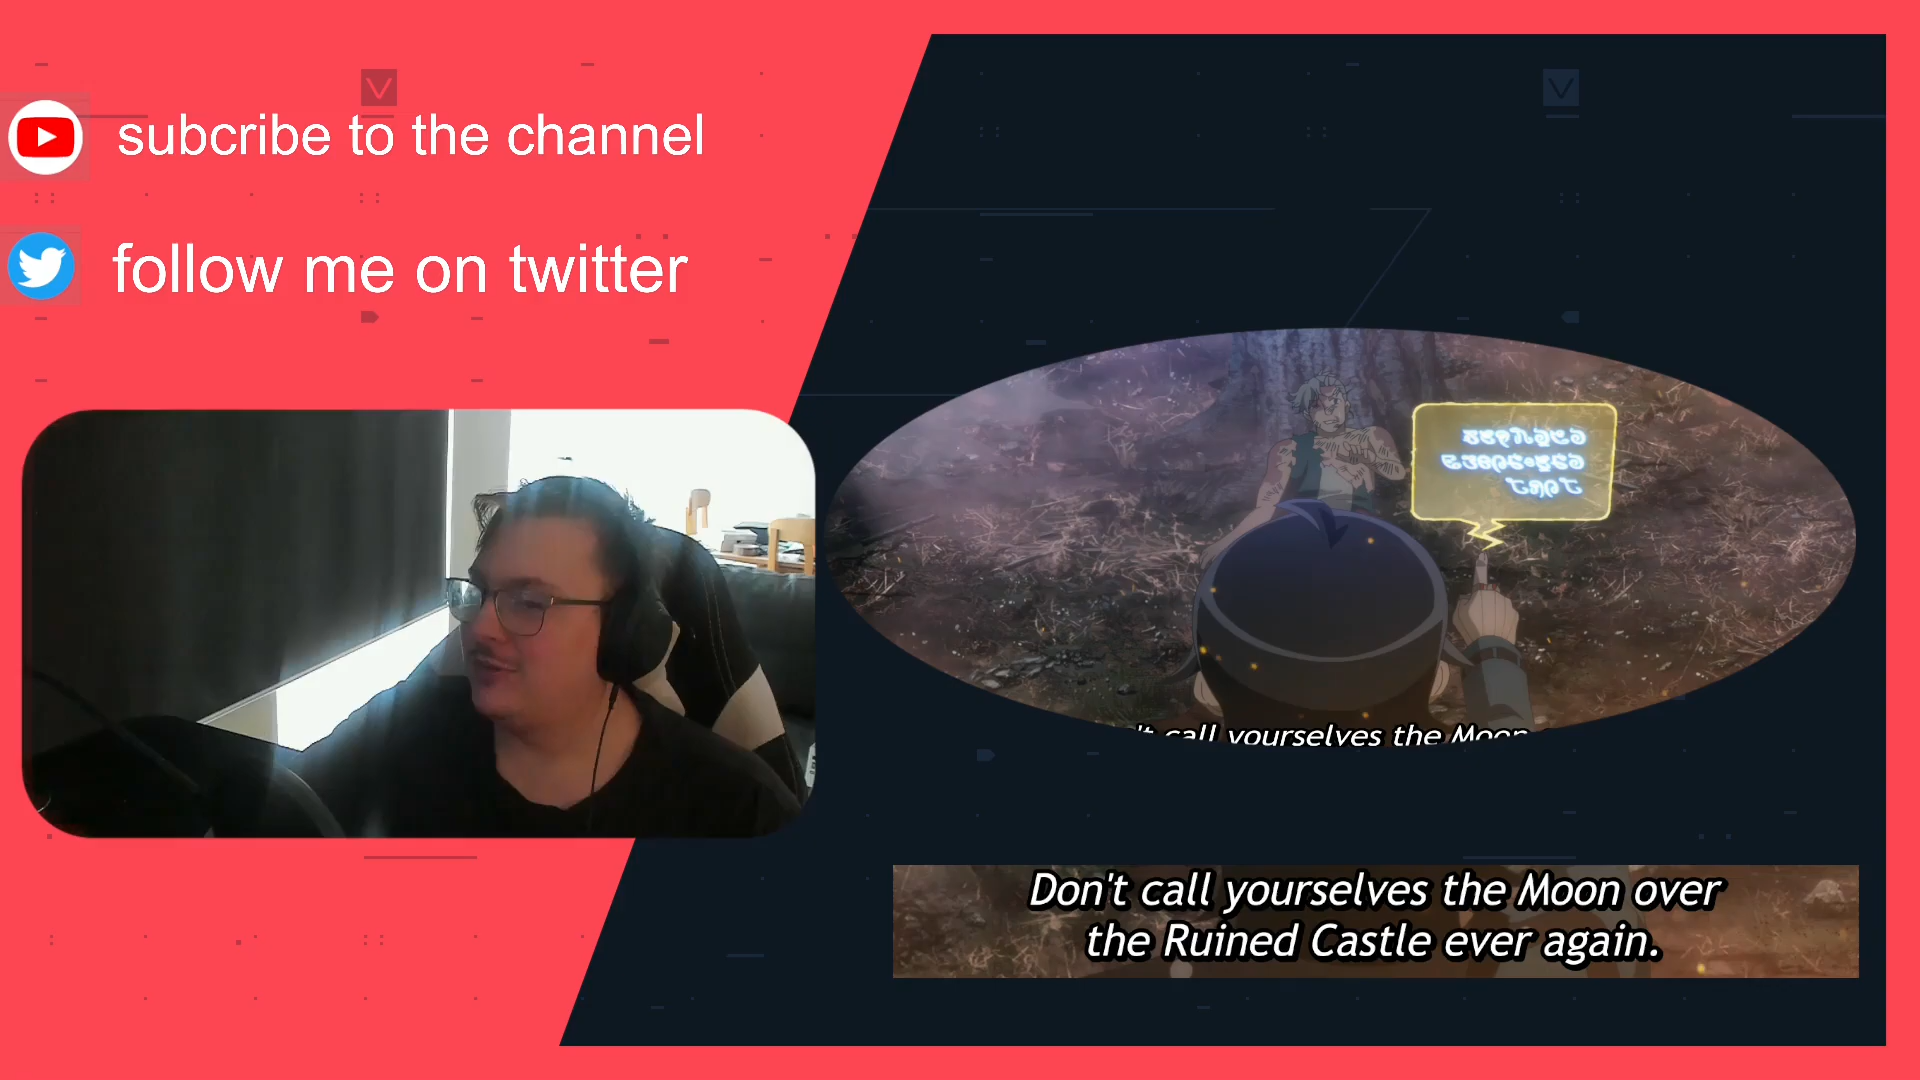 subcribe to the channel
follow me on twitter
't call yourselves the Moon
Don't call yourselves the Moon over
the Ruined Castle ever again.